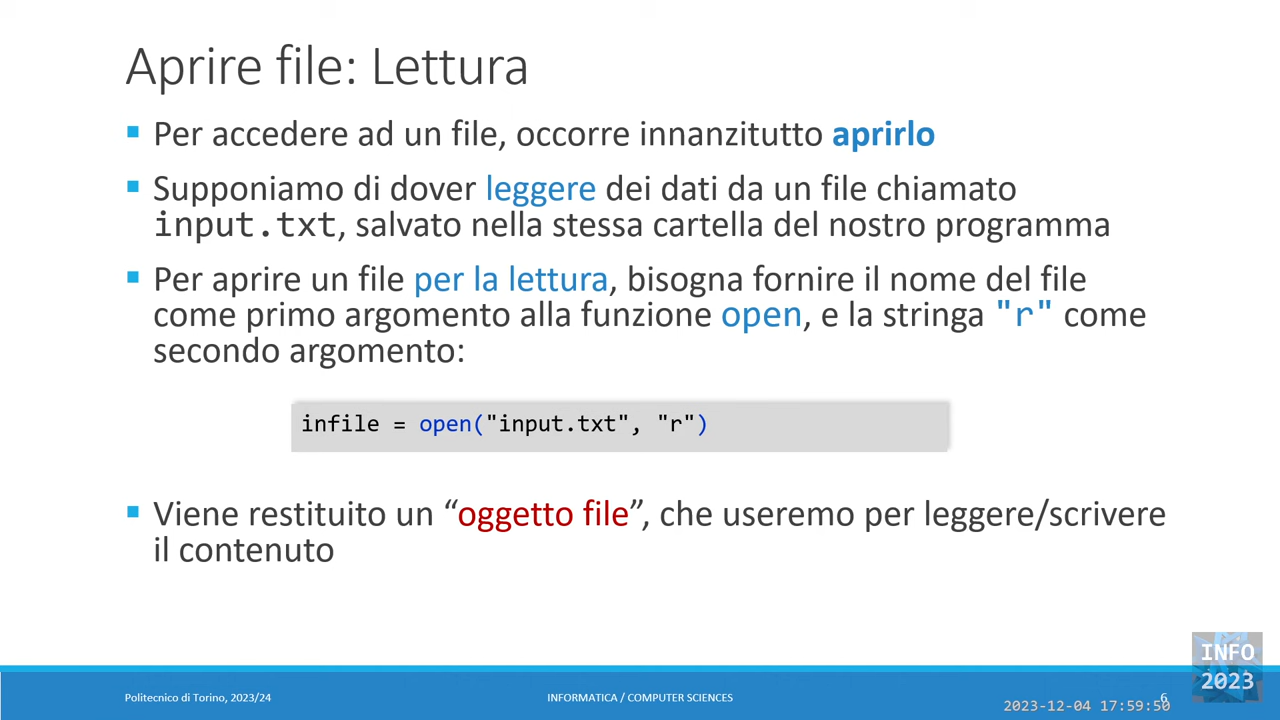 Aprire file: Lettura
▪ Per accedere ad un file, occorre innanzitutto aprirlo
▪ Supponiamo di dover leggere dei dati da un file chiamato
input.txt, salvato nella stessa cartella del nostro programma
▪ Per aprire un file per la lettura, bisogna fornire il nome del file
come primo argomento alla funzione open, e la stringa "r" come
secondo argomento:
infile = open("input.txt", "r")
▪ Viene restituito un “oggetto file”, che useremo per leggere/scrivere
il contenuto
INFO
2023
Politecnico di Torino, 2023/24
INFORMATICA / COMPUTER SCIENCES
6
2023-12-04 17:59:50